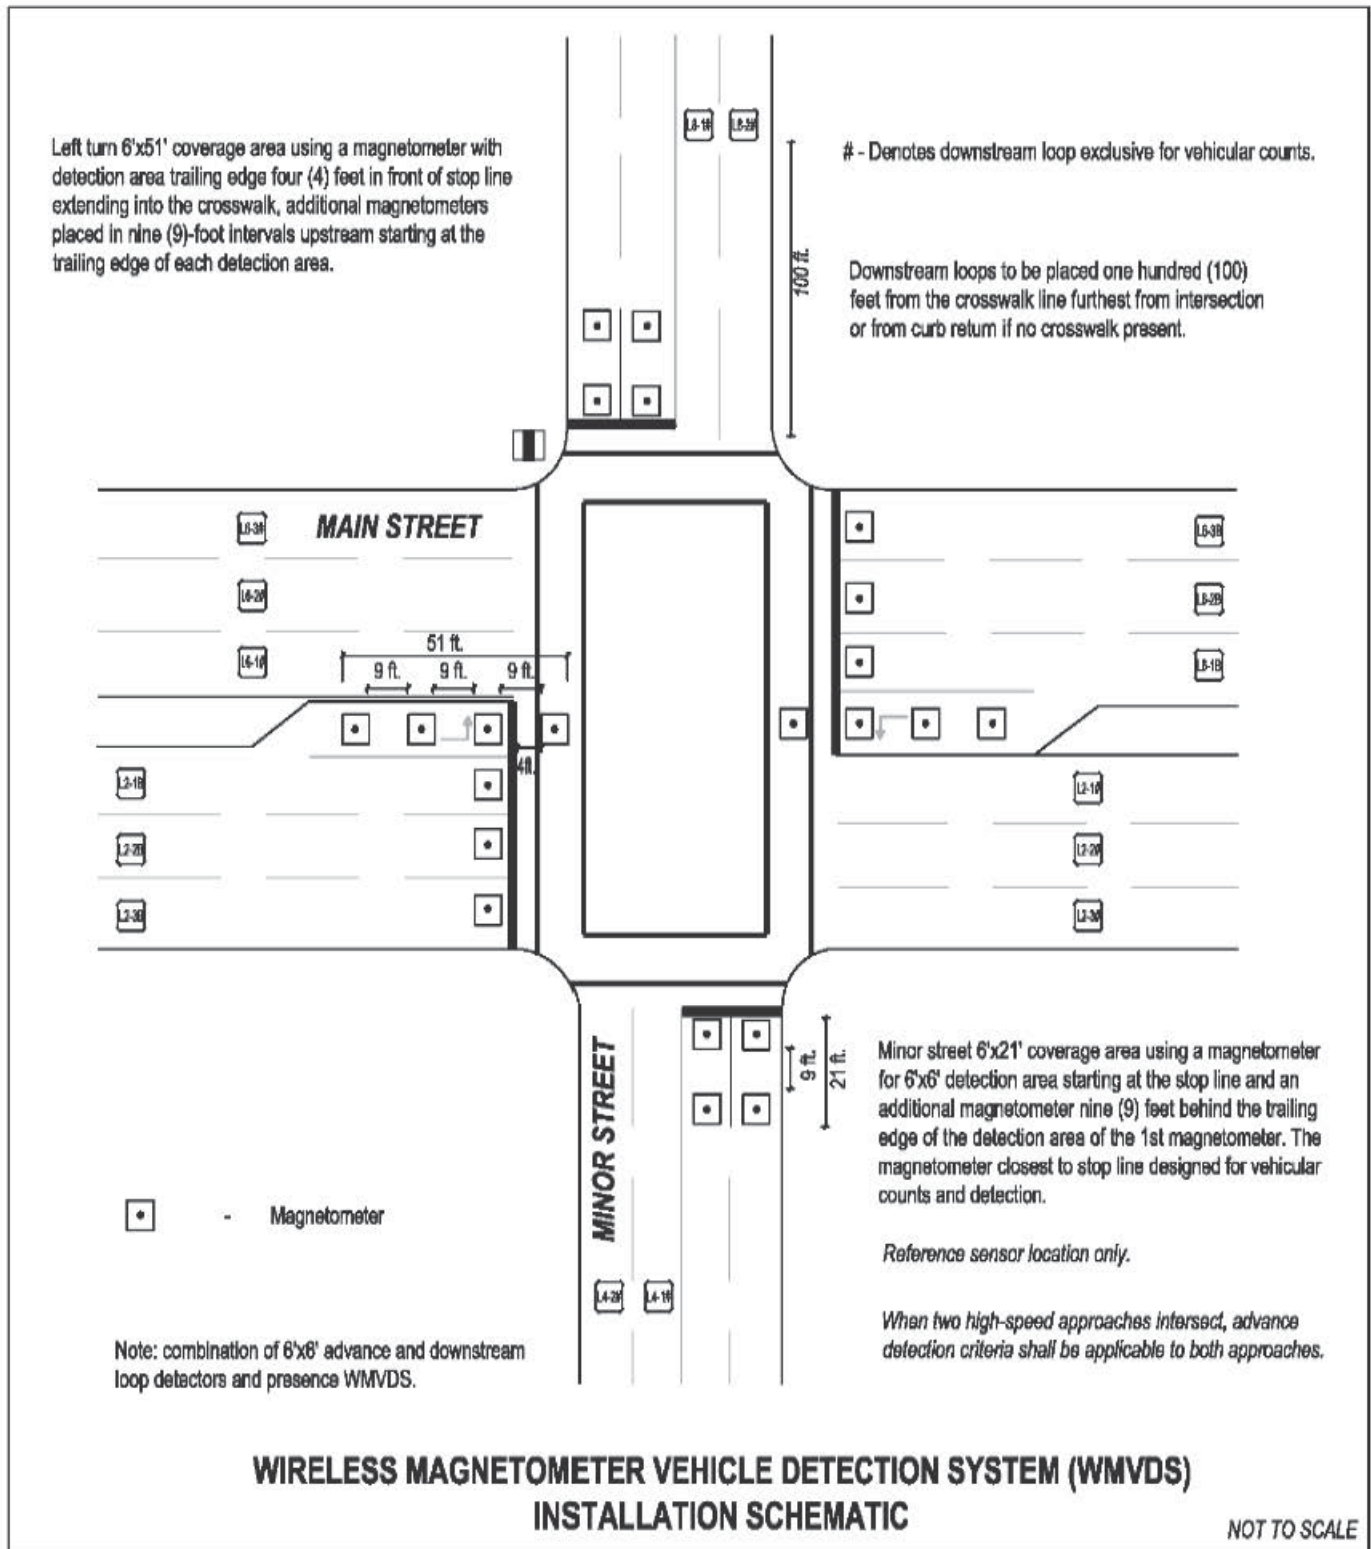 Left turn 6'x51' coverage area using a magnetometer with
detection area trailing edge four (4) feet in front of stop line
extending into the crosswalk, additional magnetometers
placed in nine (9)-foot intervals upstream starting at the
trailing edge of each detection area.
# - Denotes downstream loop exclusive for vehicular counts.
100 ft.
Downstream loops to be placed one hundred (100)
feet from the crosswalk line furthest from intersection
or from curb return if no crosswalk present.
MAIN STREET
51 ft.
9 ft. 9 ft. 9 ft.
4ft.
MINOR STREET
9 ft.
21 ft.
Minor street 6'x21' coverage area using a magnetometer
for 6'x6' detection area starting at the stop line and an
additional magnetometer nine (9) feet behind the trailing
edge of the detection area of the 1st magnetometer. The
magnetometer closest to stop line designed for vehicular
counts and detection.
- Magnetometer
Reference sensor location only.
When two high-speed approaches intersect, advance
detection criteria shall be applicable to both approaches.
Note: combination of 6'x6' advance and downstream
loop detectors and presence WMVDS.
WIRELESS MAGNETOMETER VEHICLE DETECTION SYSTEM (WMVDS)
INSTALLATION SCHEMATIC
NOT TO SCALE